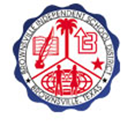 BROWNSVILLE INDEPENDENT SCHOOL DISTRICT
BROWNSVILLE, TEXAS